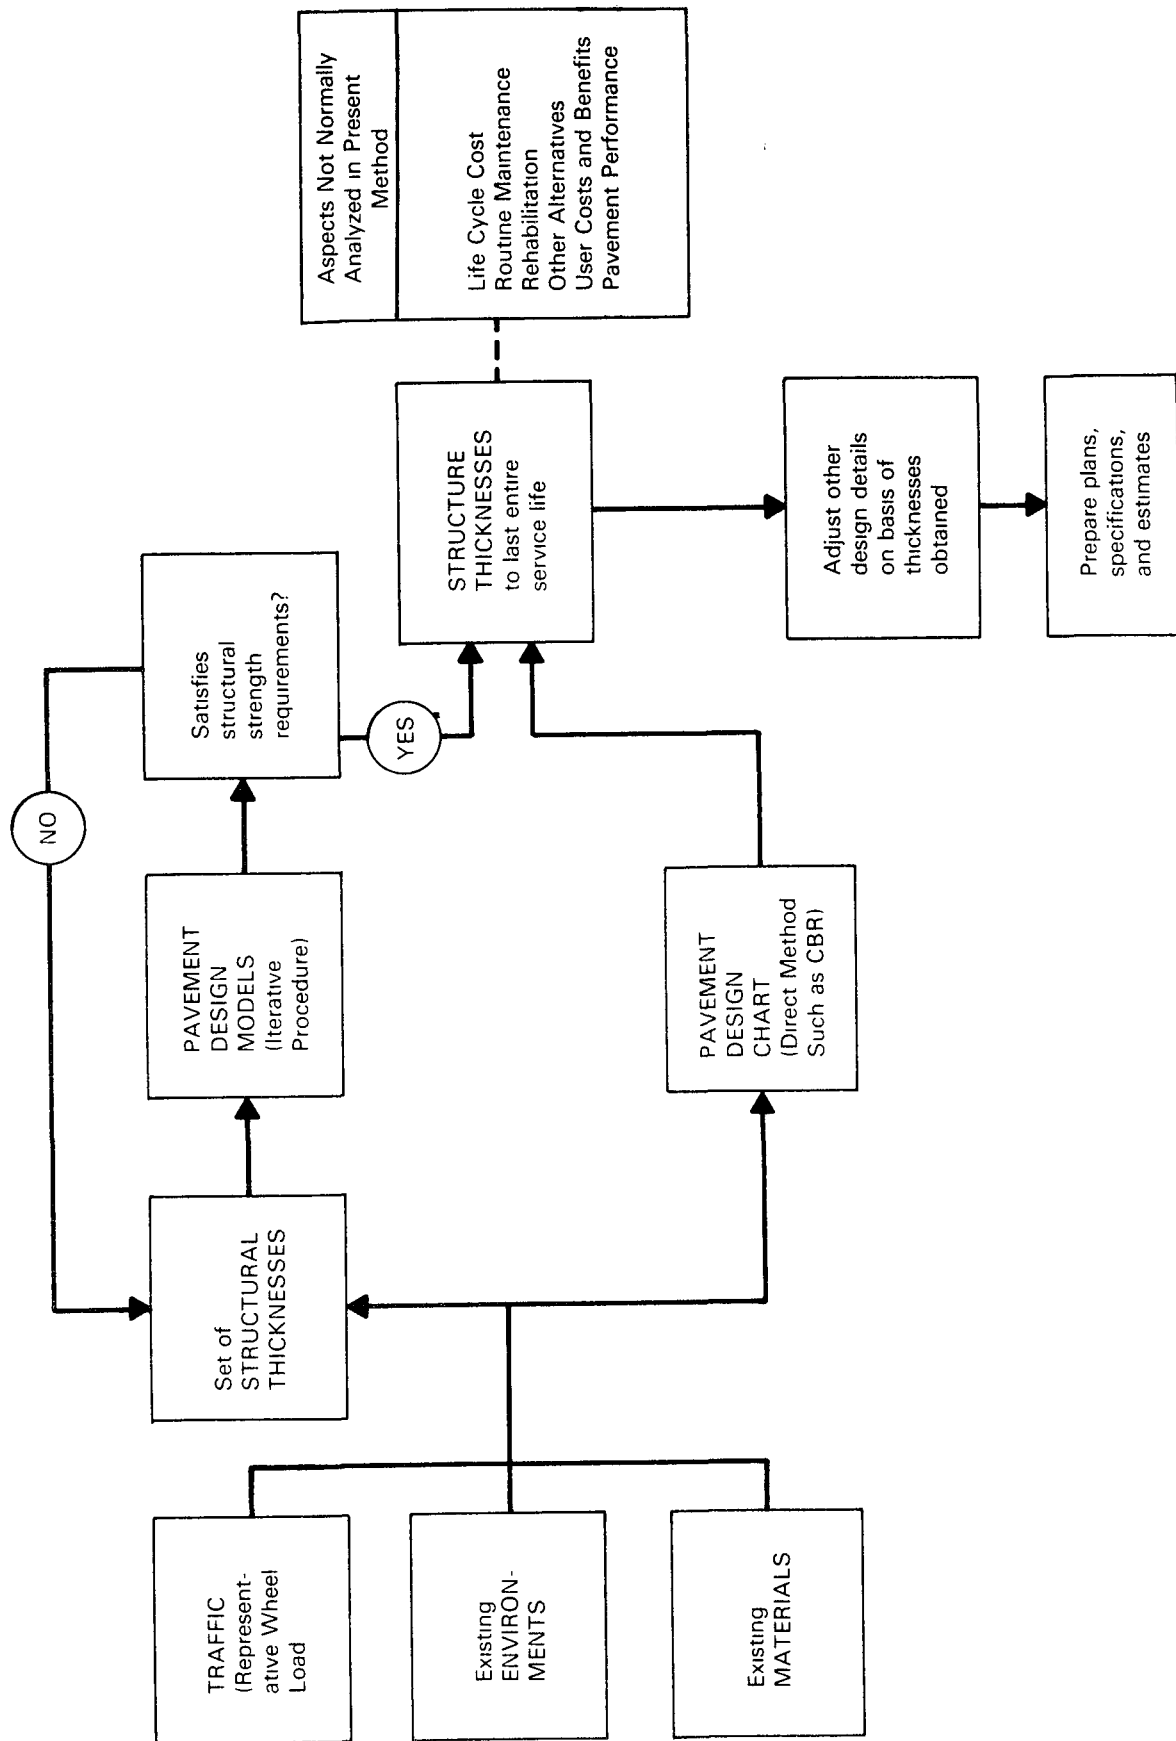 TRAFFIC
(Represent-
ative Wheel
Load
Existing
ENVIRON-
MENTS
Existing
MATERIALS
Set of
STRUCTURAL
THICKNESSES
PAVEMENT
DESIGN
MODELS
(Iterative
Procedure)
Satisfies
structural
strength
requirements?
NO
YES
PAVEMENT
DESIGN
CHART
(Direct Method
Such as CBR)
STRUCTURE
THICKNESSES
to last entire
service life
Aspects Not Normally
Analyzed in Present
Method
Life Cycle Cost
Routine Maintenance
Rehabilitation
Other Alternatives
User Costs and Benefits
Pavement Performance
Adjust other
design details
on basis of
thicknesses
obtained
Prepare plans,
specifications,
and estimates